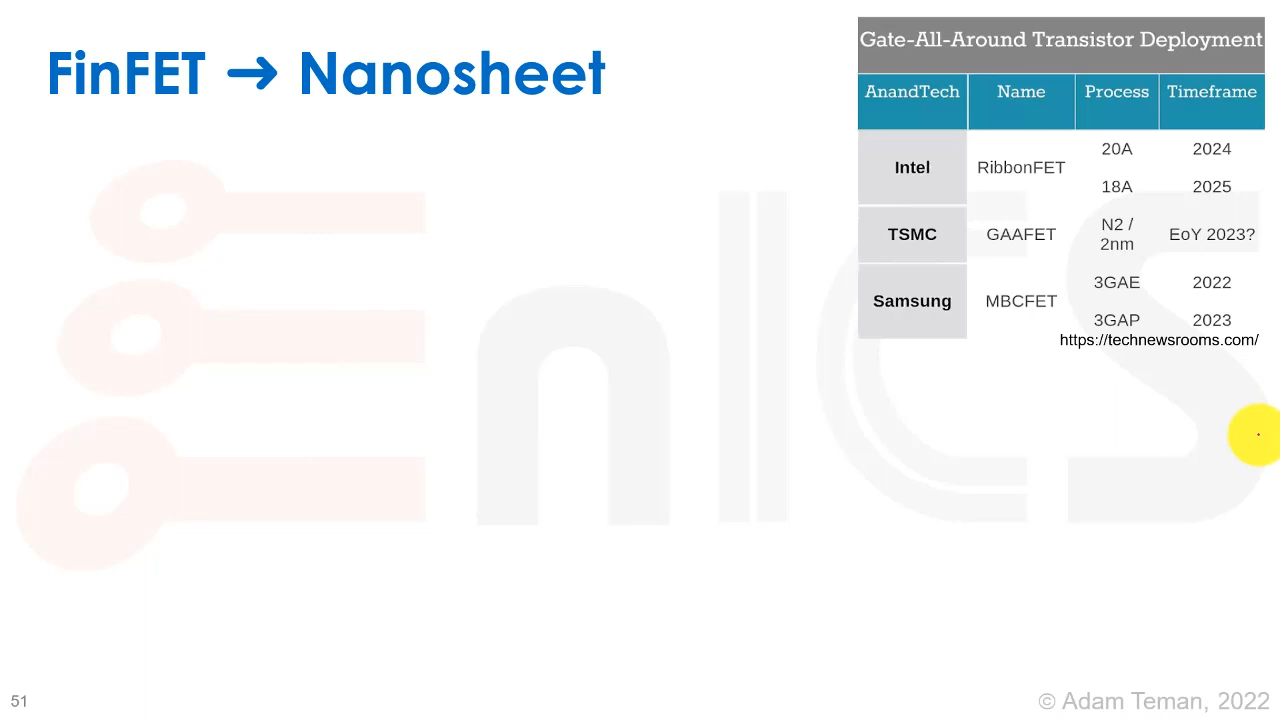 FinFET ➜ Nanosheet
Gate-All-Around Transistor Deployment
AnandTech Name Process Timeframe
Intel RibbonFET 20A 2024
18A 2025
TSMC GAAFET N2 / 2nm EoY 2023?
Samsung MBCFET 3GAE 2022
3GAP 2023
https://technewsrooms.com/
EnICS
51
© Adam Teman, 2022